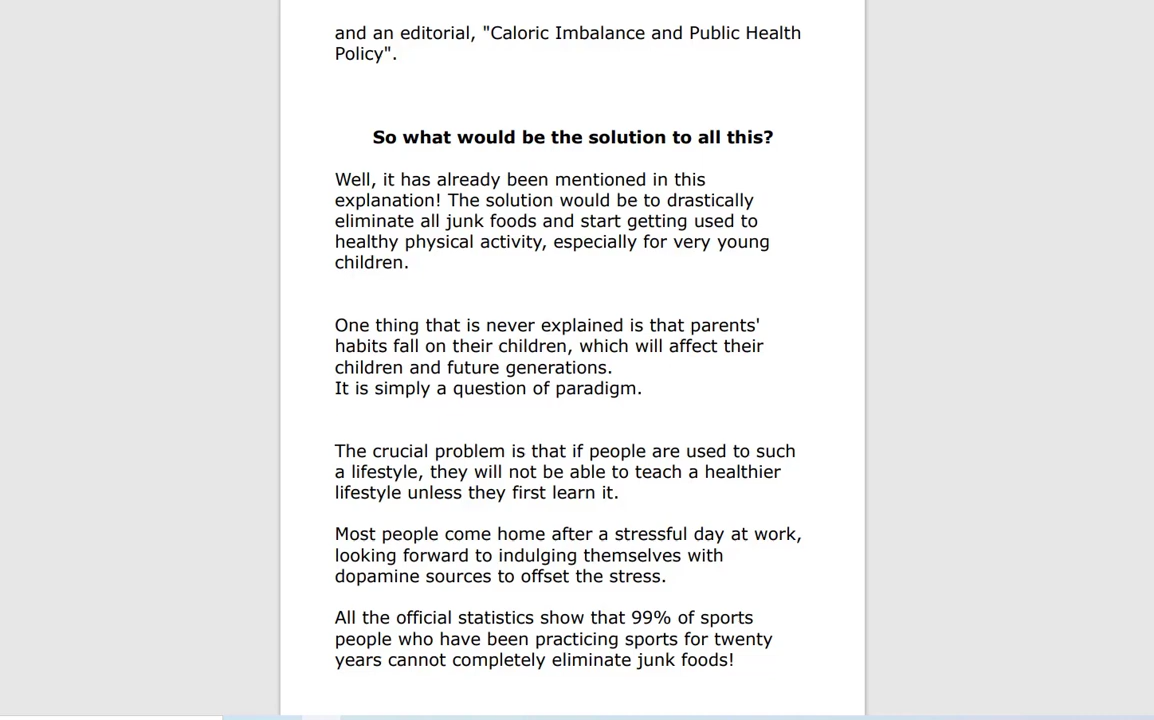 and an editorial, "Caloric Imbalance and Public Health
Policy".
So what would be the solution to all this?
Well, it has already been mentioned in this
explanation! The solution would be to drastically
eliminate all junk foods and start getting used to
healthy physical activity, especially for very young
children.
One thing that is never explained is that parents'
habits fall on their children, which will affect their
children and future generations.
It is simply a question of paradigm.
The crucial problem is that if people are used to such
a lifestyle, they will not be able to teach a healthier
lifestyle unless they first learn it.
Most people come home after a stressful day at work,
looking forward to indulging themselves with
dopamine sources to offset the stress.
All the official statistics show that 99% of sports
people who have been practicing sports for twenty
years cannot completely eliminate junk foods!